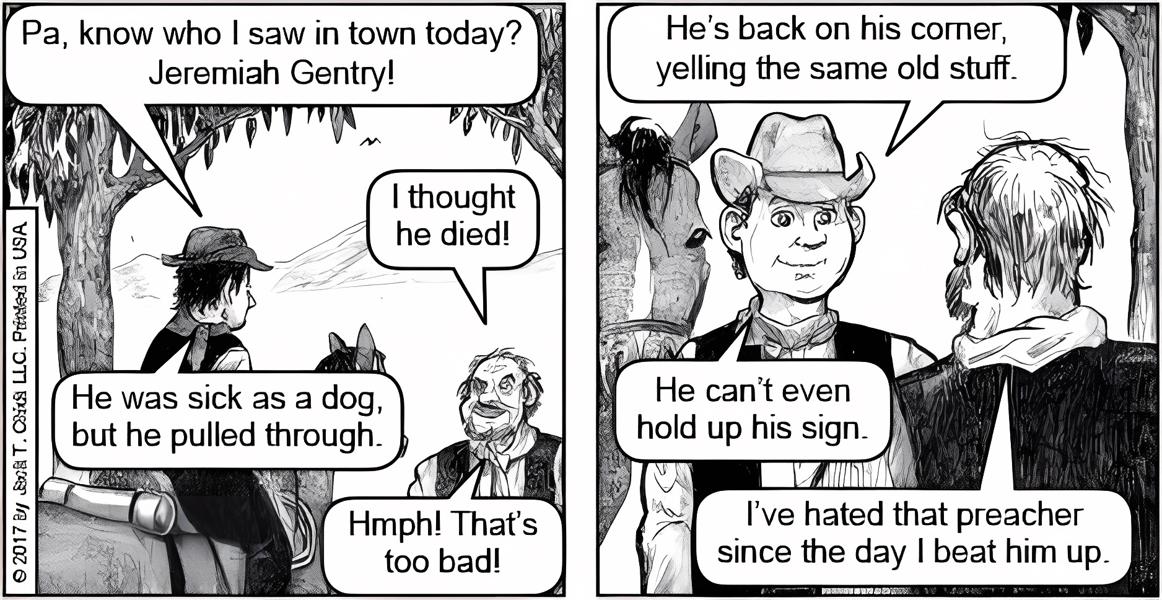 Pa, know who I saw in town today?
Jeremiah Gentry!
I thought
he died!
He was sick as a dog,
but he pulled through.
Hmph! That's
too bad!
© 2017 by Jack T. LLC. Printed in USA
He's back on his corner,
yelling the same old stuff.
He can't even
hold up his sign.
I've hated that preacher
since the day I beat him up.